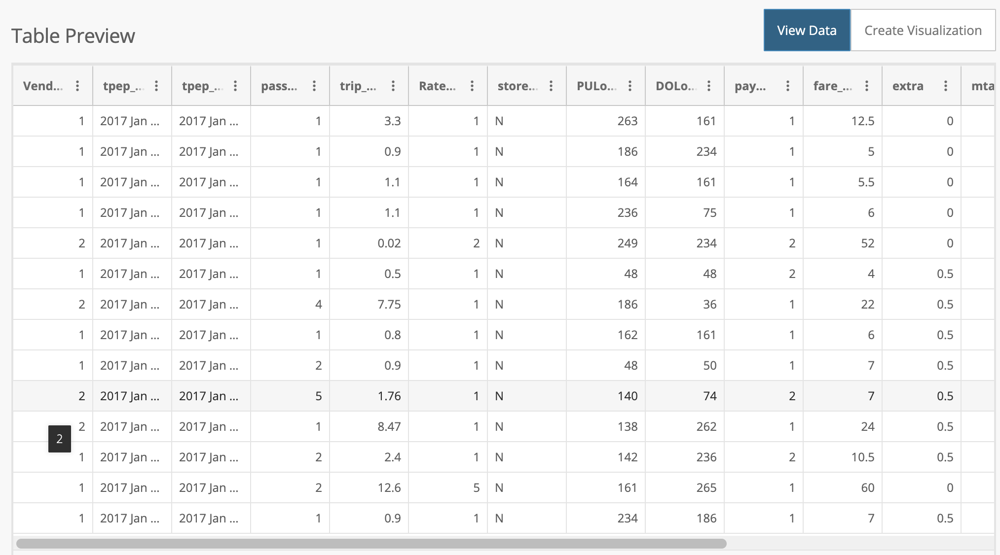 Table Preview View Data Create Visualization
Vend... tpep_... tpep_... pass... trip_... Rate... store... PULo... DOLo... pay... fare_... extra mta
1 2017 Jan ... 2017 Jan ... 1 3.3 1 N 263 161 1 12.5 0
1 2017 Jan ... 2017 Jan ... 1 0.9 1 N 186 234 1 5 0
1 2017 Jan ... 2017 Jan ... 1 1.1 1 N 164 161 1 5.5 0
1 2017 Jan ... 2017 Jan ... 1 1.1 1 N 236 75 1 6 0
2 2017 Jan ... 2017 Jan ... 1 0.02 2 N 249 234 2 52 0
1 2017 Jan ... 2017 Jan ... 1 0.5 1 N 48 48 2 4 0.5
2 2017 Jan ... 2017 Jan ... 4 7.75 1 N 186 36 1 22 0.5
1 2017 Jan ... 2017 Jan ... 1 0.8 1 N 162 161 1 6 0.5
1 2017 Jan ... 2017 Jan ... 2 0.9 1 N 48 50 1 7 0.5
2 2017 Jan ... 2017 Jan ... 5 1.76 1 N 140 74 2 7 0.5
2 2017 Jan ... 2017 Jan ... 1 8.47 1 N 138 262 1 24 0.5
2
1 2017 Jan ... 2017 Jan ... 2 2.4 1 N 142 236 2 10.5 0.5
1 2017 Jan ... 2017 Jan ... 2 12.6 5 N 161 265 1 60 0
1 2017 Jan ... 2017 Jan ... 1 0.9 1 N 234 186 1 7 0.5